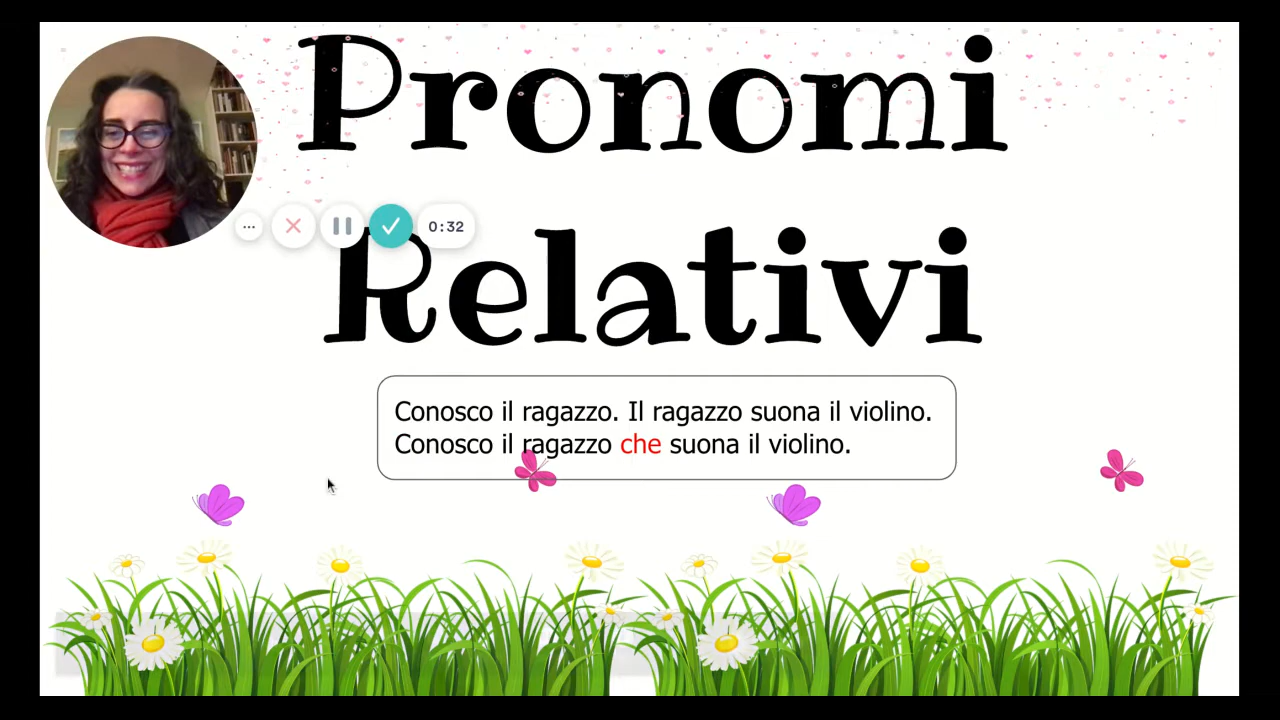 Pronomi
0:32
Relativi
Conosco il ragazzo. Il ragazzo suona il violino.
Conosco il ragazzo che suona il violino.